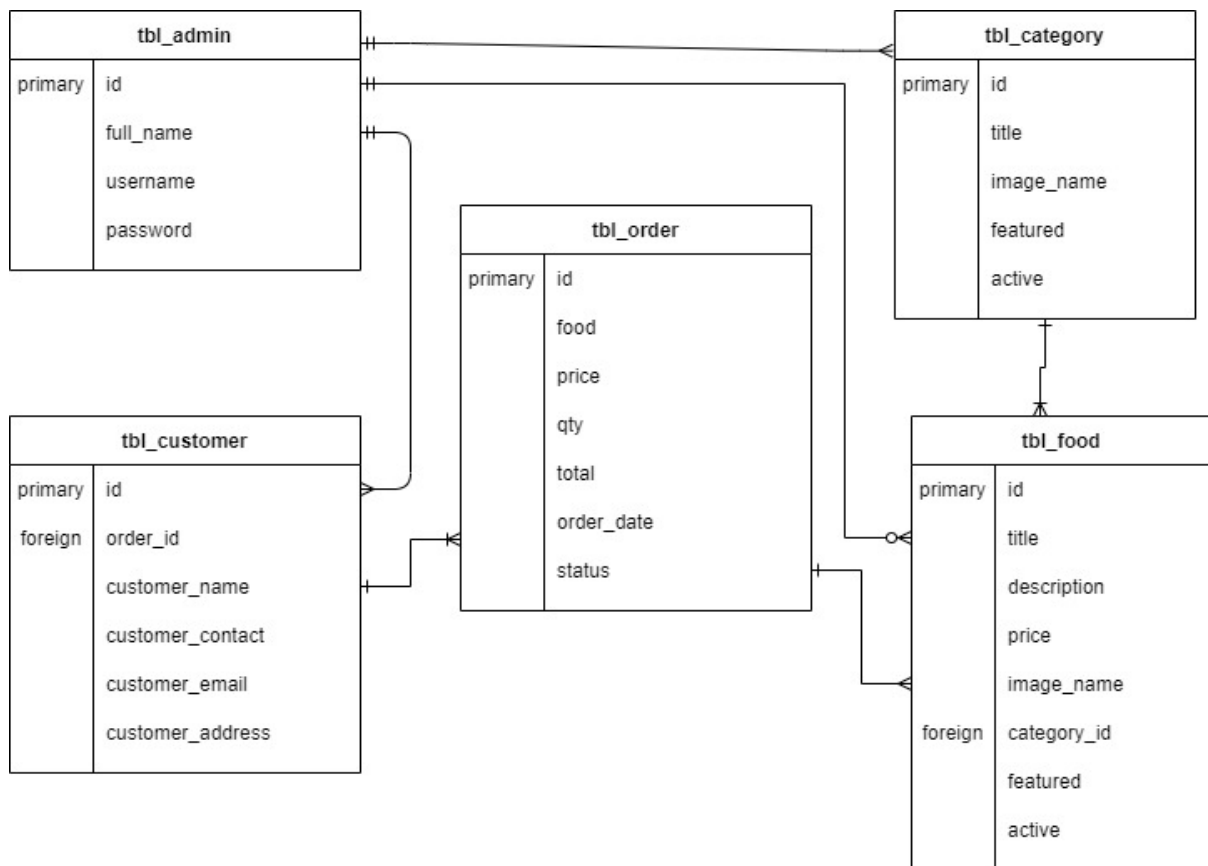 tbl_admin
primary id
full_name
username
password
tbl_category
primary id
title
image_name
featured
active
tbl_order
primary id
food
price
qty
total
order_date
status
tbl_customer
primary id
foreign order_id
customer_name
customer_contact
customer_email
customer_address
tbl_food
primary id
title
description
price
image_name
foreign category_id
featured
active